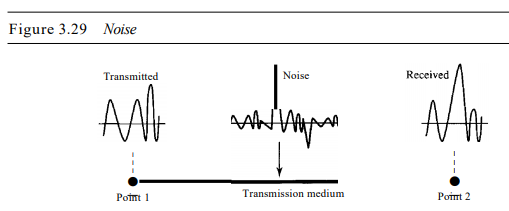 Figure 3.29 Noise
Transmitted
Noise
Received
Point 1
Transmission medium
Point 2